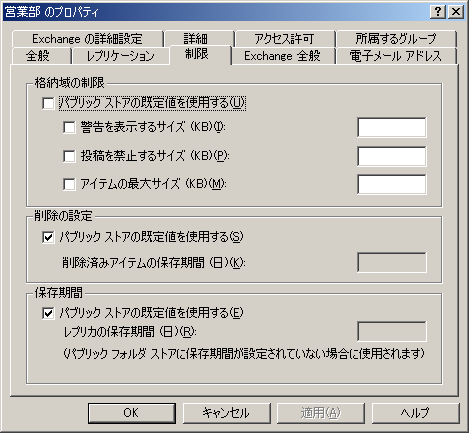 営業部 のプロパティ
Exchange の詳細設定 詳細 アクセス許可 所属するグループ
全般 レプリケーション 制限 Exchange 全般 電子メール アドレス
格納域の制限
パブリック ストアの既定値を使用する(U)
警告を表示するサイズ (KB)(I):
投稿を禁止するサイズ (KB)(P):
アイテムの最大サイズ (KB)(M):
削除の設定
パブリック ストアの既定値を使用する(S)
削除済みアイテムの保存期間 (日)(K):
保存期間
パブリック ストアの既定値を使用する(E)
レプリカの保存期間 (日)(R):
(パブリック フォルダ ストアに保存期間が設定されていない場合に使用されます)
OK キャンセル 適用(A) ヘルプ